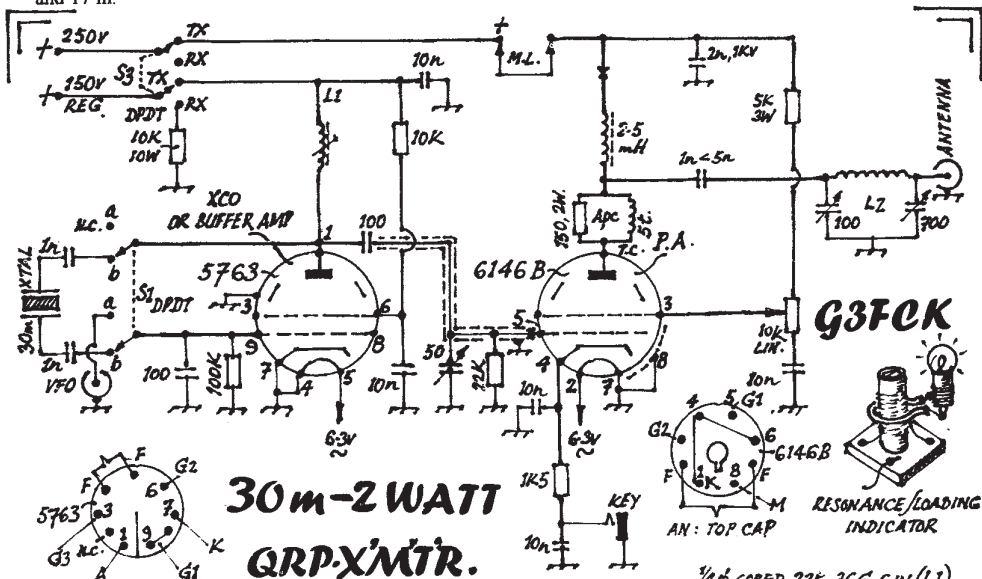 and 17 m.
+ 250V
TX
RX
S3
TX
+ 150V
REG.
DPDT
RX
10K
10W
L1
10n
10K
+
M.L.
2n, 1KV
5K
3W
2·5
mH
1n<5n
ANTENNA
100
L2
700
XCO
OR BUFFER AMP
100
150, 2W.
Apc
5t.
T.C.
P.A.
n.c.
a
1n
b
30m XTAL
S1 DPDT
a
1n
b
VFO
5763
1
3
6
8
9
7
4
5
100
100K
10n
50
22K
6·3V
~
6146B
5
3
4
2
7
8
10n
6·3V
~
1K5
10n
KEY
10K
LIN.
10n
G3FCK
4
5
G1
G2
6
6146B
F
1
K
8
F
M
AN: TOP CAP
RESONANCE/LOADING
INDICATOR
F
G2
F
6
5763
3
7
n.c.
1
9
K
G3
A
G1
30m-2 WATT
QRP·X'MT'R.